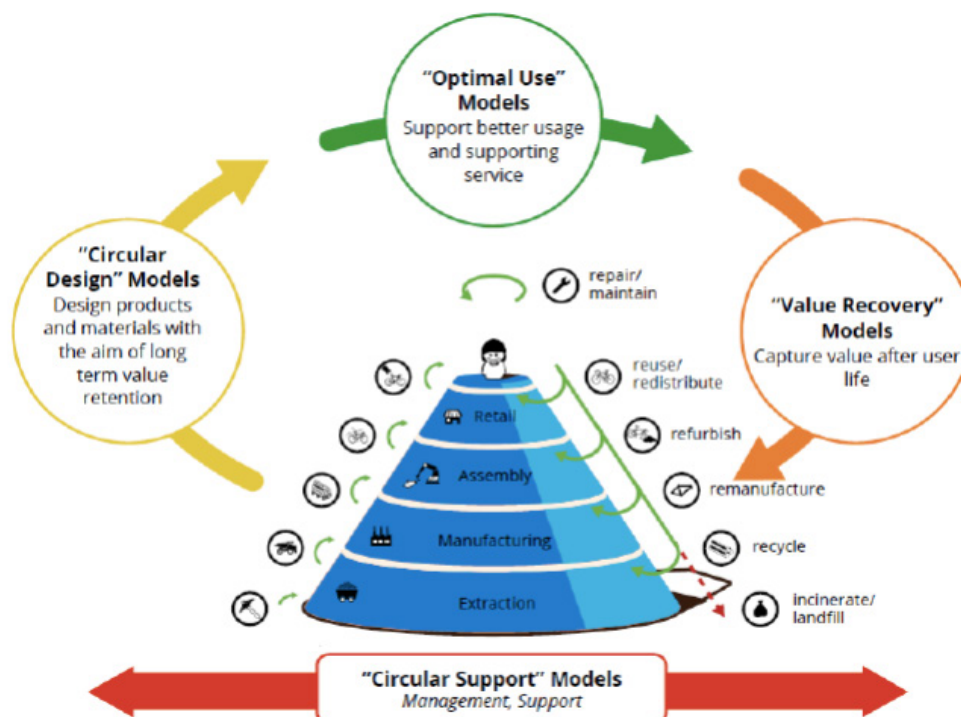 “Optimal Use”
Models
Support better usage
and supporting
service
“Circular
Design” Models
Design products
and materials with
the aim of long
term value
retention
“Value Recovery”
Models
Capture value after user
life
repair/
maintain
reuse/
redistribute
refurbish
remanufacture
recycle
incinerate/
landfill
Retail
Assembly
Manufacturing
Extraction
“Circular Support” Models
Management, Support